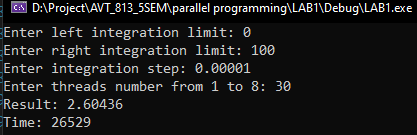 D:\Project\AVT_813_5SEM\parallel programming\LAB1\Debug\LAB1.exe
Enter left integration limit: 0
Enter right integration limit: 100
Enter integration step: 0.00001
Enter threads number from 1 to 8: 30
Result: 2.60436
Time: 26529